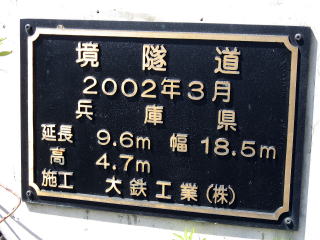 境隧道
2002年3月
兵庫県
延長 9.6m 幅 18.5m
高 4.7m
施工 大鉄工業(株)